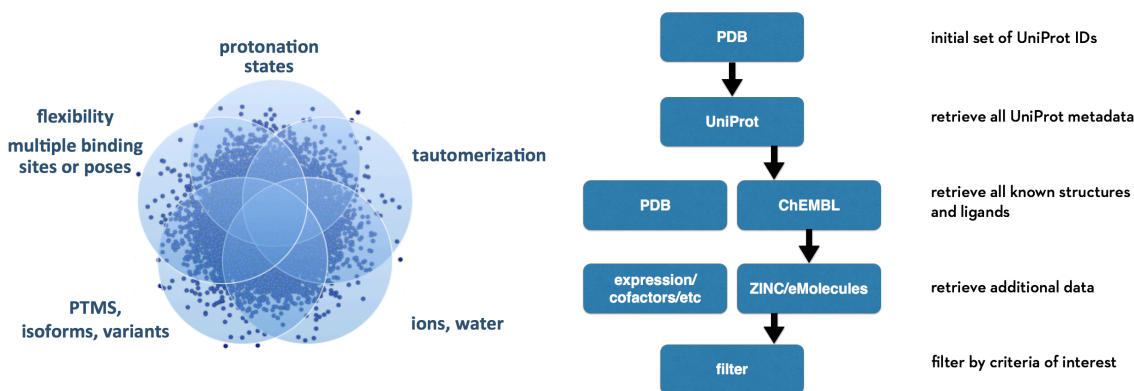 protonation
states
flexibility
multiple binding
sites or poses
tautomerization
PTMS,
isoforms, variants
ions, water
PDB
initial set of UniProt IDs
UniProt
retrieve all UniProt metadata
PDB
ChEMBL
retrieve all known structures
and ligands
expression/
cofactors/etc
ZINC/eMolecules
retrieve additional data
filter
filter by criteria of interest